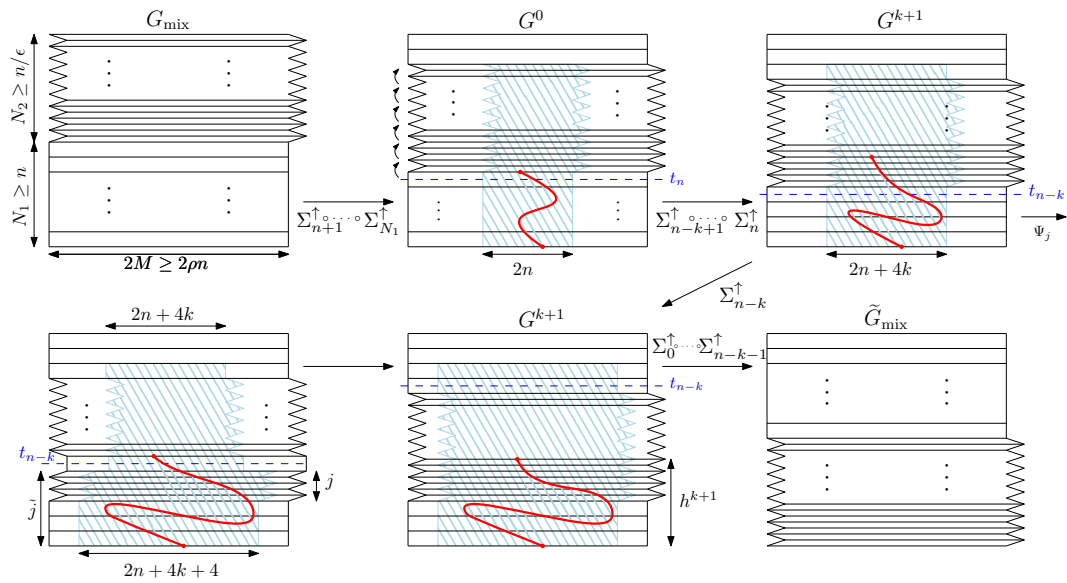 G_mix
G^0
G^{k+1}
N_2 ≥ n/ϵ
N_1 ≥ n
2M ≥ 2ρn
Σ^↑_{n+1}∘⋯∘Σ^↑_{N_1}
t_n
2n
Σ^↑_{n-k+1}∘⋯∘Σ^↑_n
t_{n-k}
2n + 4k
Ψ_j
Σ^↑_{n-k}
2n + 4k
G^{k+1}
G̃_mix
Σ^↑_0∘⋯∘Σ^↑_{n-k-1}
t_{n-k}
t_{n-k}
j
h^{k+1}
2n + 4k + 4